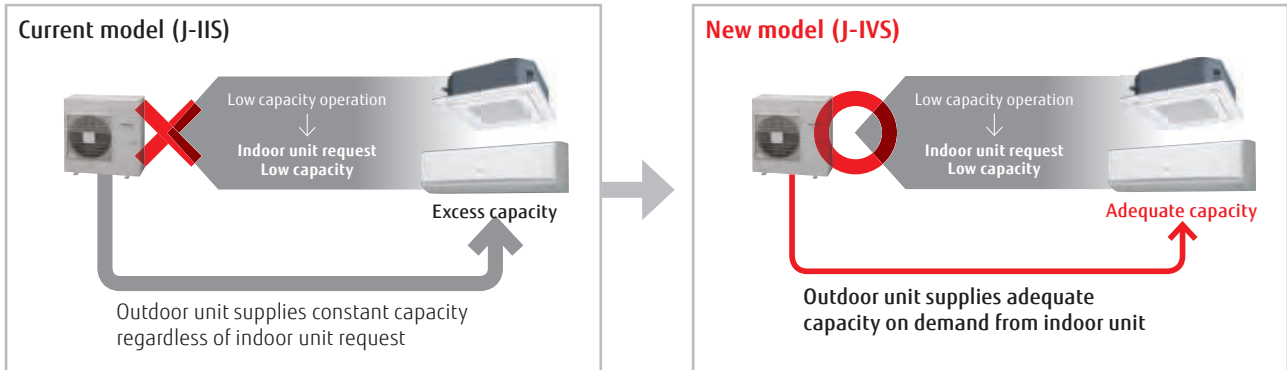 Current model (J-IIS)
Low capacity operation
↓
Indoor unit request
Low capacity
Excess capacity
Outdoor unit supplies constant capacity
regardless of indoor unit request
New model (J-IVS)
Low capacity operation
↓
Indoor unit request
Low capacity
Adequate capacity
Outdoor unit supplies adequate
capacity on demand from indoor unit